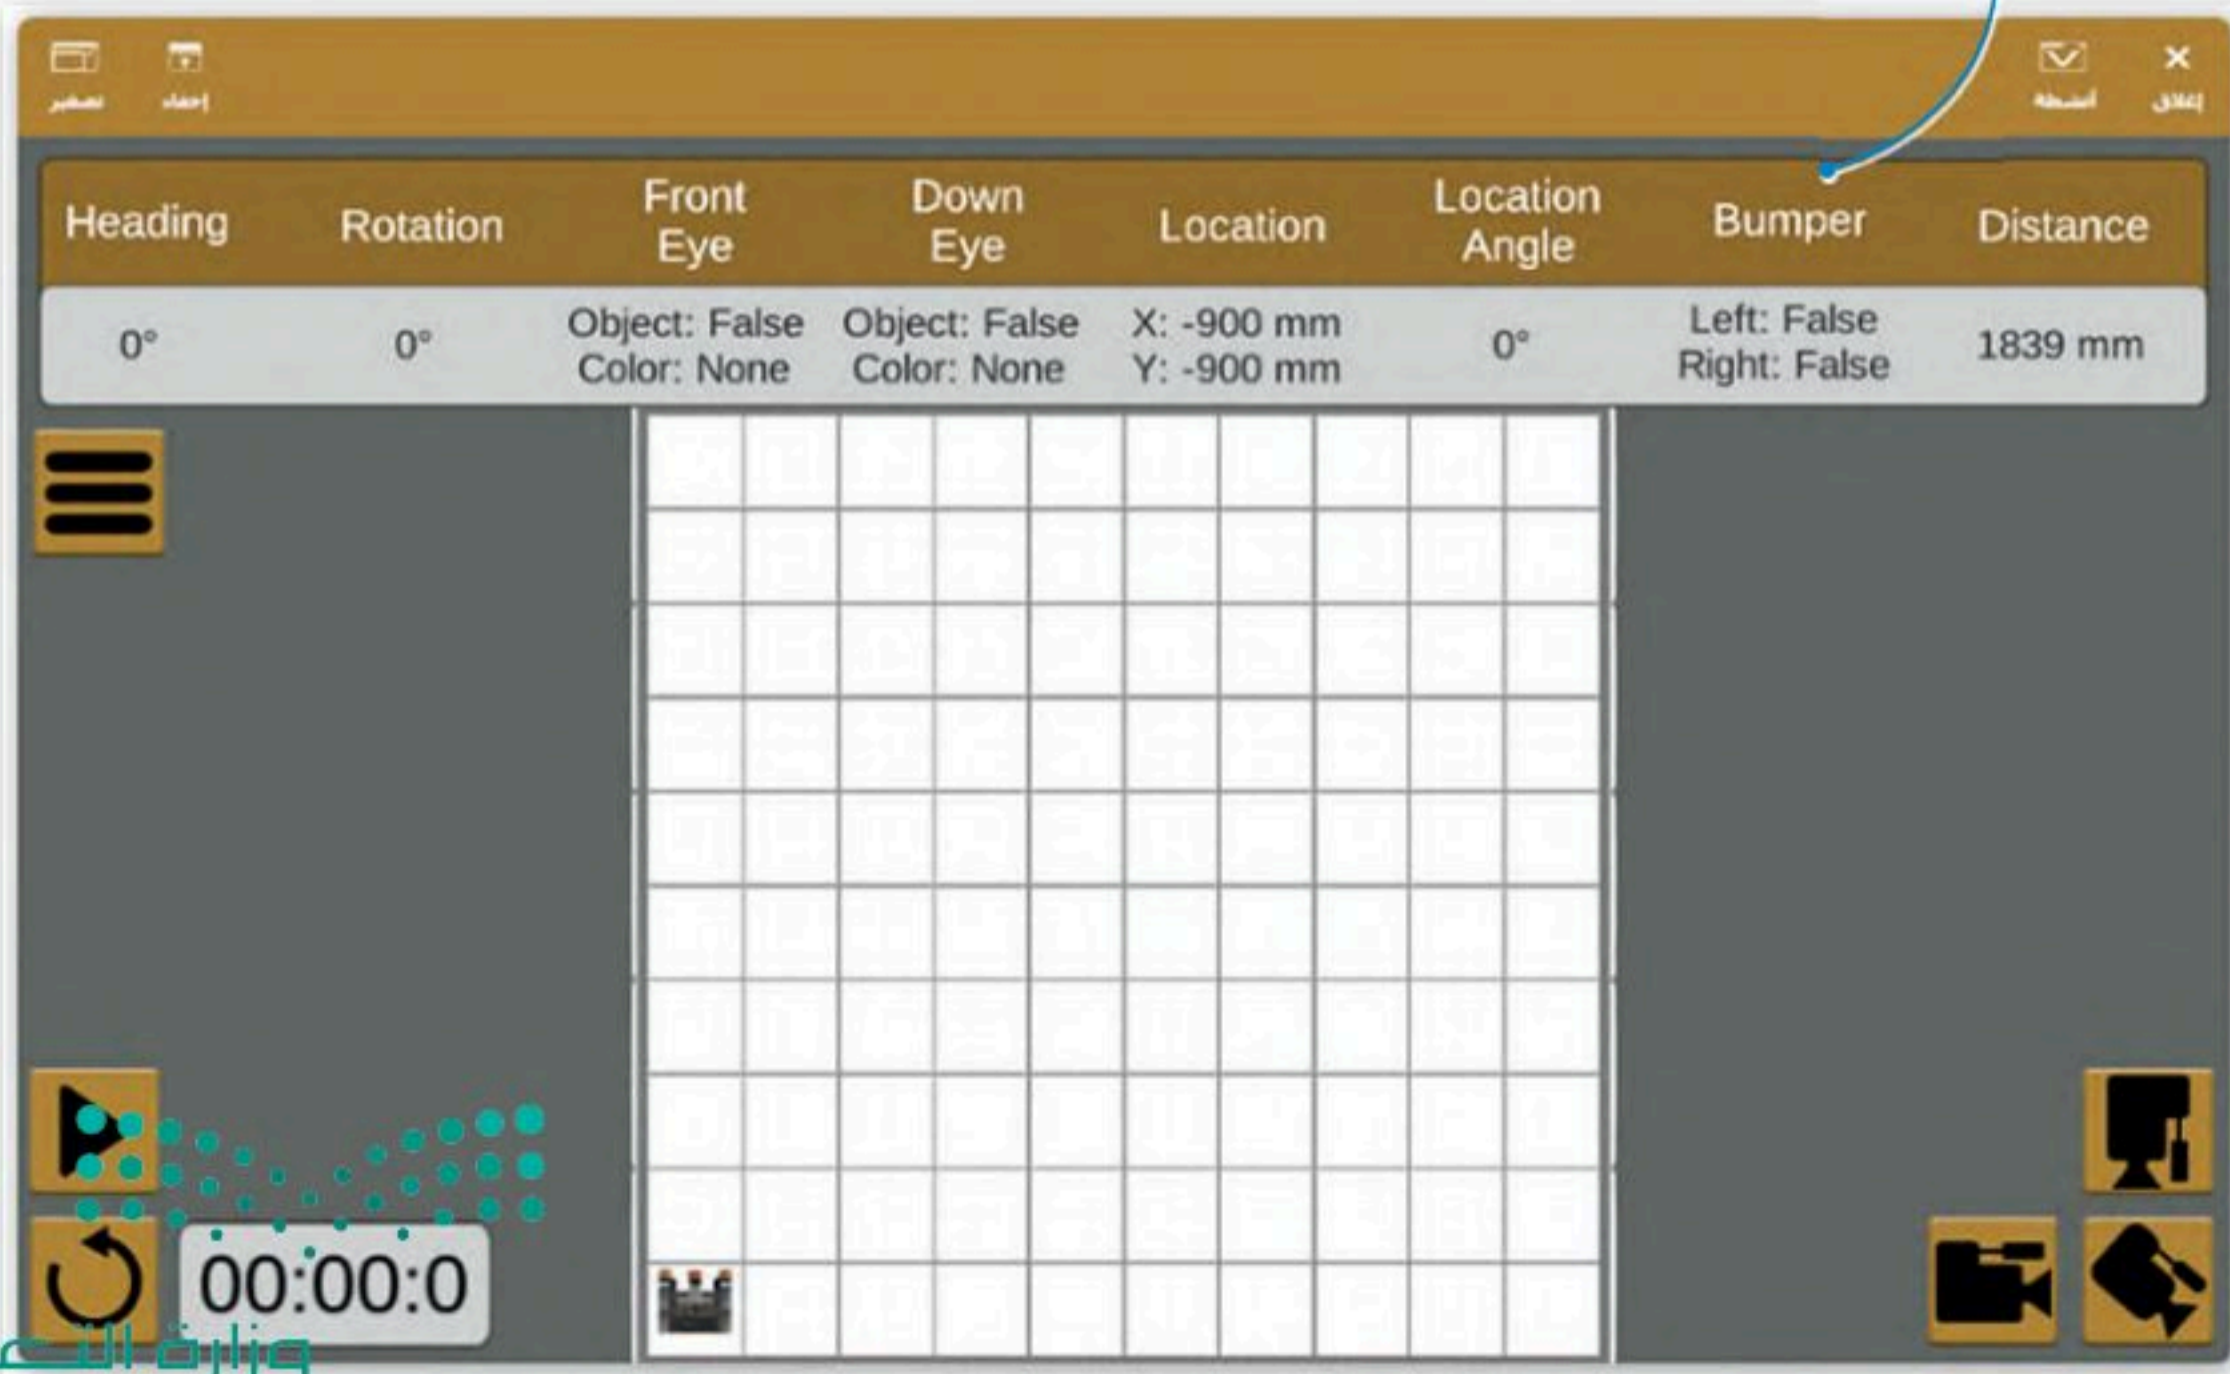 تصغير
إخفاء
أنشطة
إغلاق
Heading
Rotation
Front
Eye
Down
Eye
Location
Location
Angle
Bumper
Distance
0°
0°
Object: False
Color: None
Object: False
Color: None
X: -900 mm
Y: -900 mm
0°
Left: False
Right: False
1839 mm
00:00:0
وزارة التـ